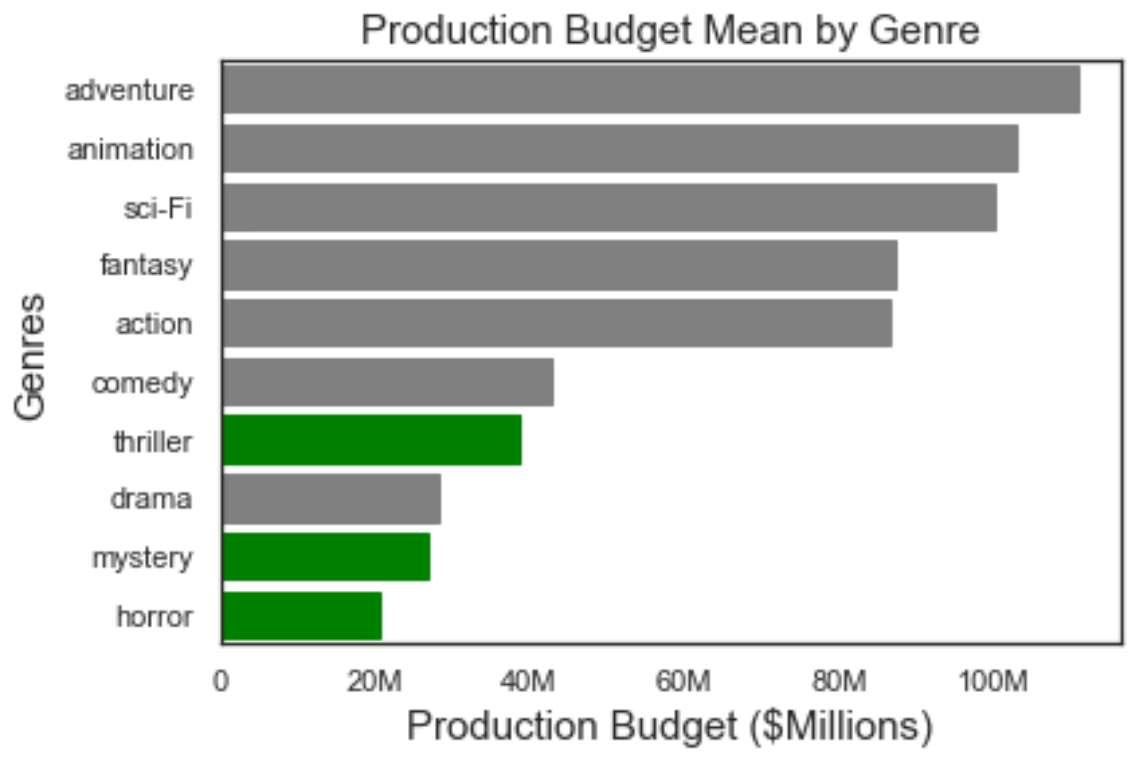 Production Budget Mean by Genre
adventure
animation
sci-Fi
fantasy
action
comedy
thriller
drama
mystery
horror
Genres
0 20M 40M 60M 80M 100M
Production Budget ($Millions)